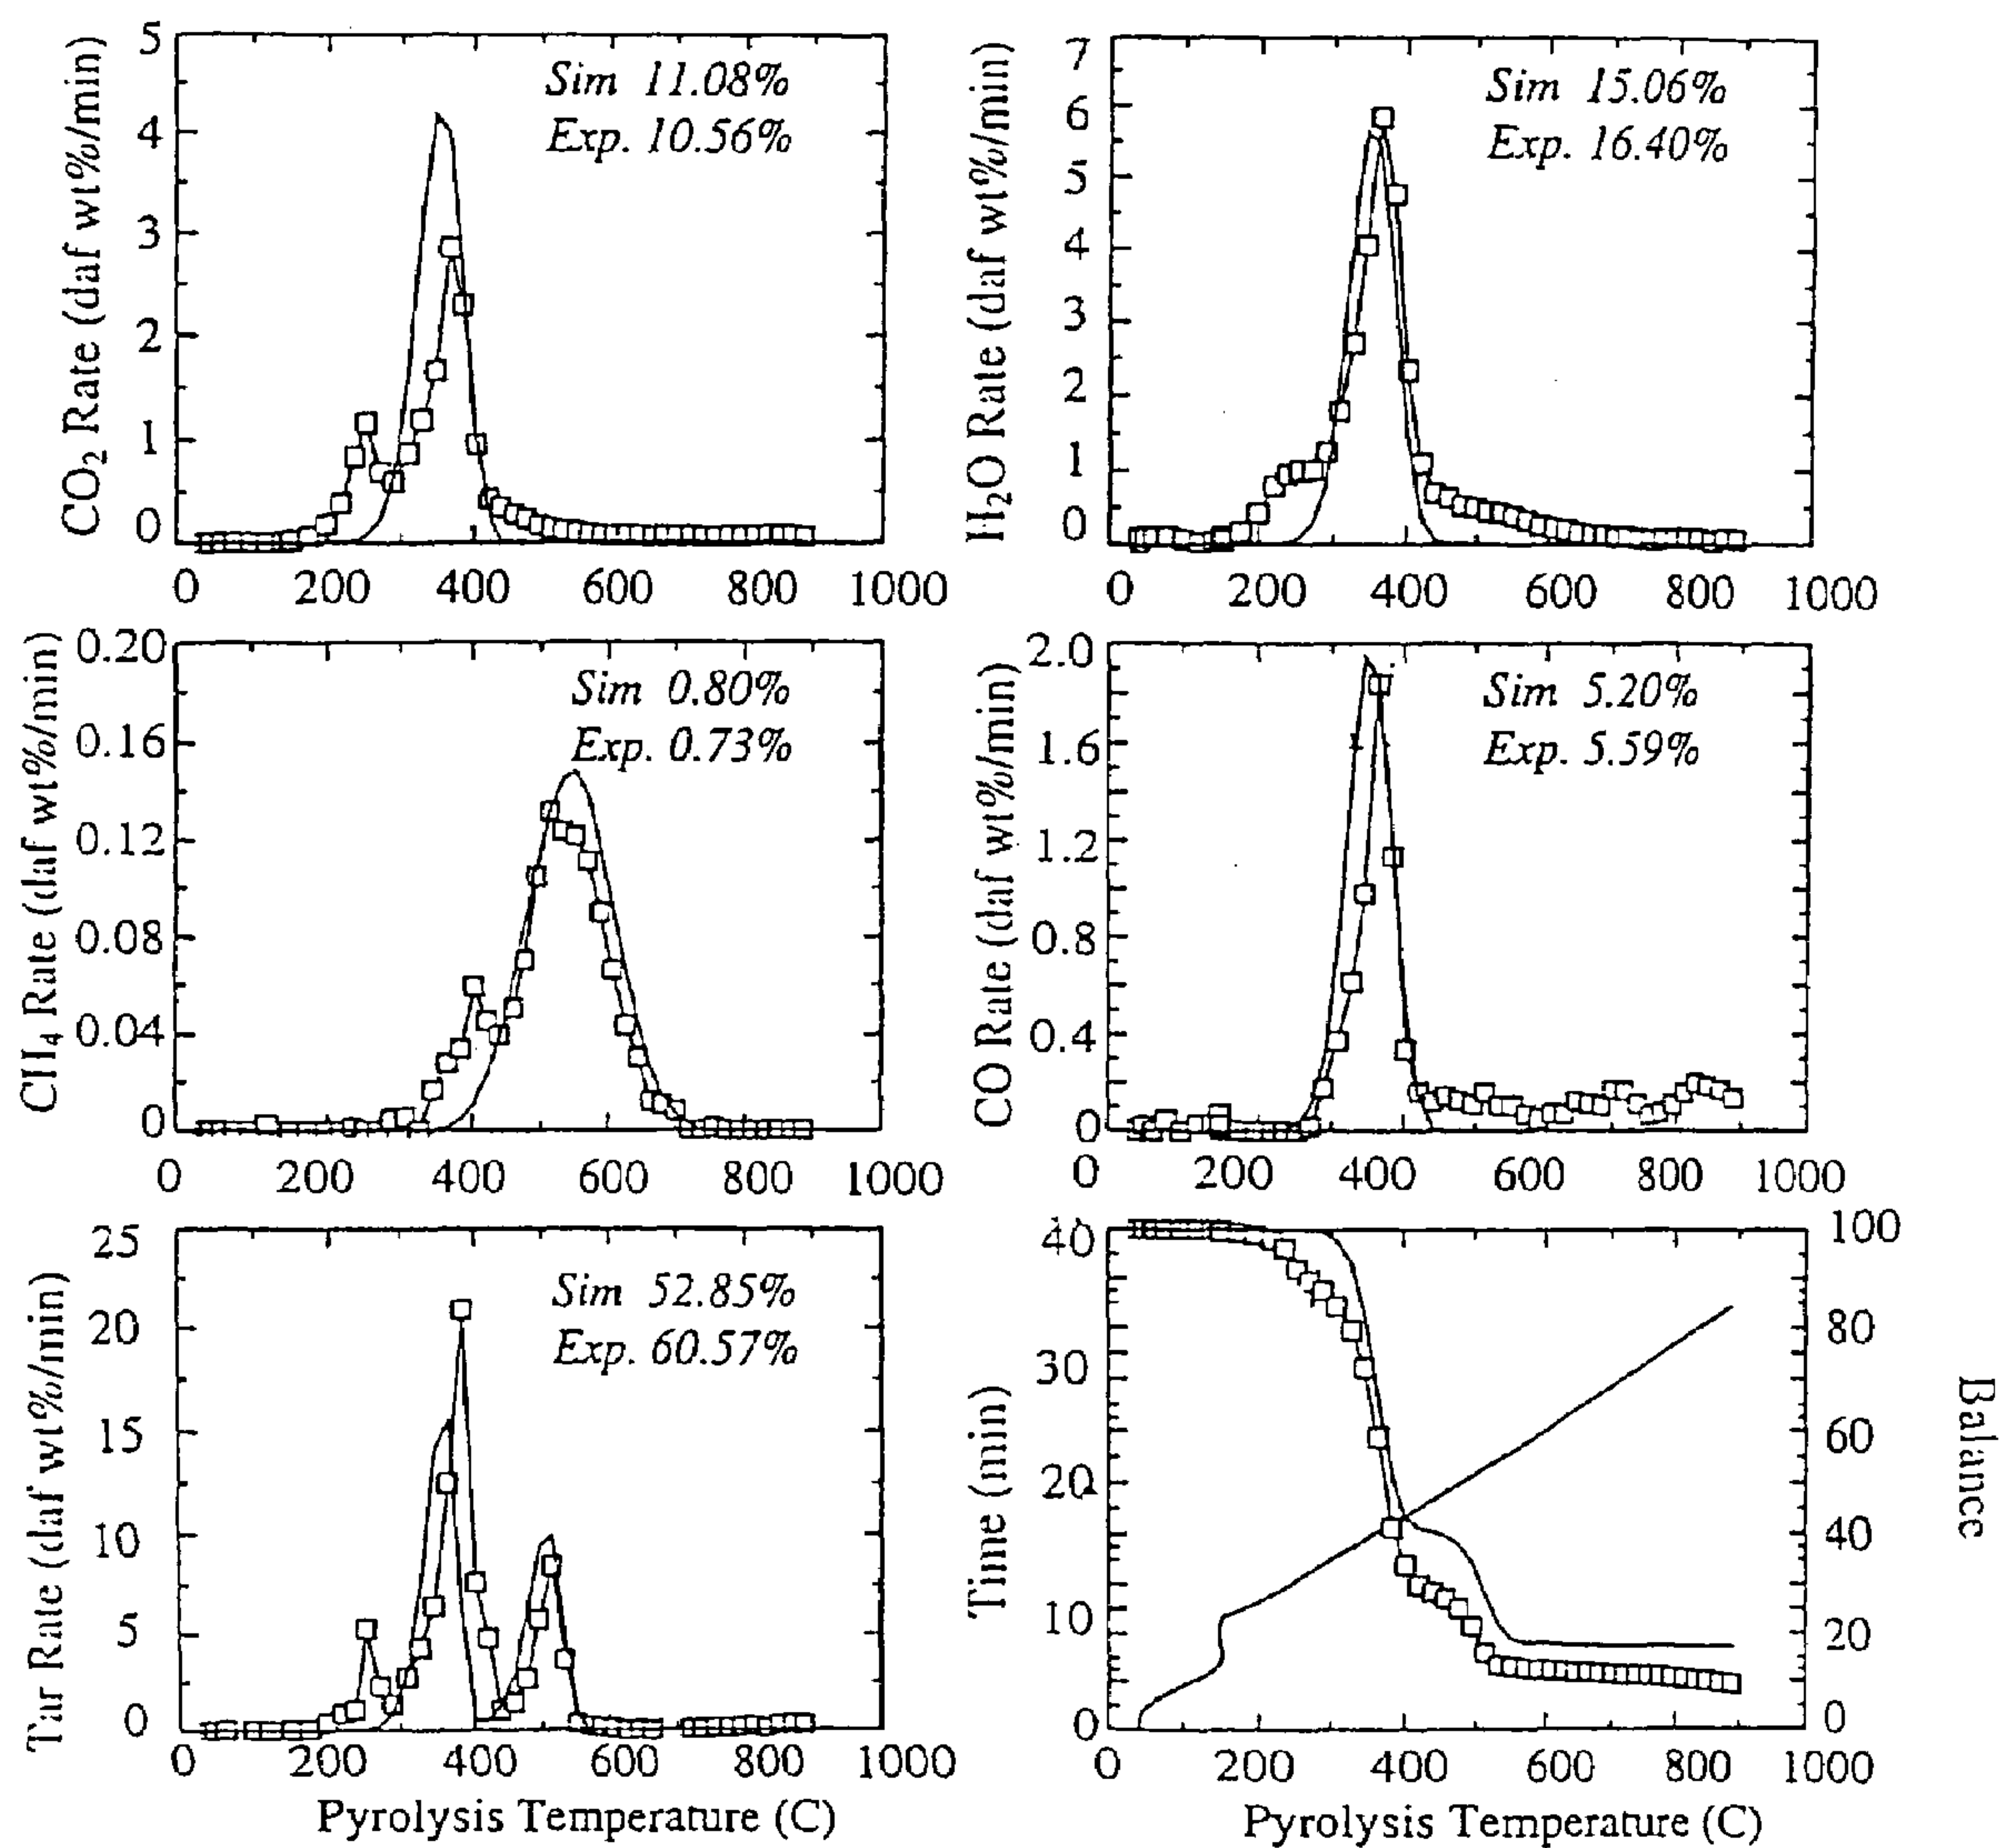 CO2 Rate (daf wt%/min)
5
4
3
2
1
0
Sim 11.08%
Exp. 10.56%
0 200 400 600 800 1000
H2O Rate (daf wt%/min)
7
6
5
4
3
2
1
0
Sim 15.06%
Exp. 16.40%
0 200 400 600 800 1000
CH4 Rate (daf wt%/min)
0.20
0.16
0.12
0.08
0.04
0
Sim 0.80%
Exp. 0.73%
0 200 400 600 800 1000
CO Rate (daf wt%/min)
2.0
1.6
1.2
0.8
0.4
0
Sim 5.20%
Exp. 5.59%
0 200 400 600 800 1000
Tar Rate (daf wt%/min)
25
20
15
10
5
0
Sim 52.85%
Exp. 60.57%
0 200 400 600 800 1000
Pyrolysis Temperature (C)
Time (min)
40
30
20
10
0
100
80
60
40
20
0
Balance
0 200 400 600 800 1000
Pyrolysis Temperature (C)